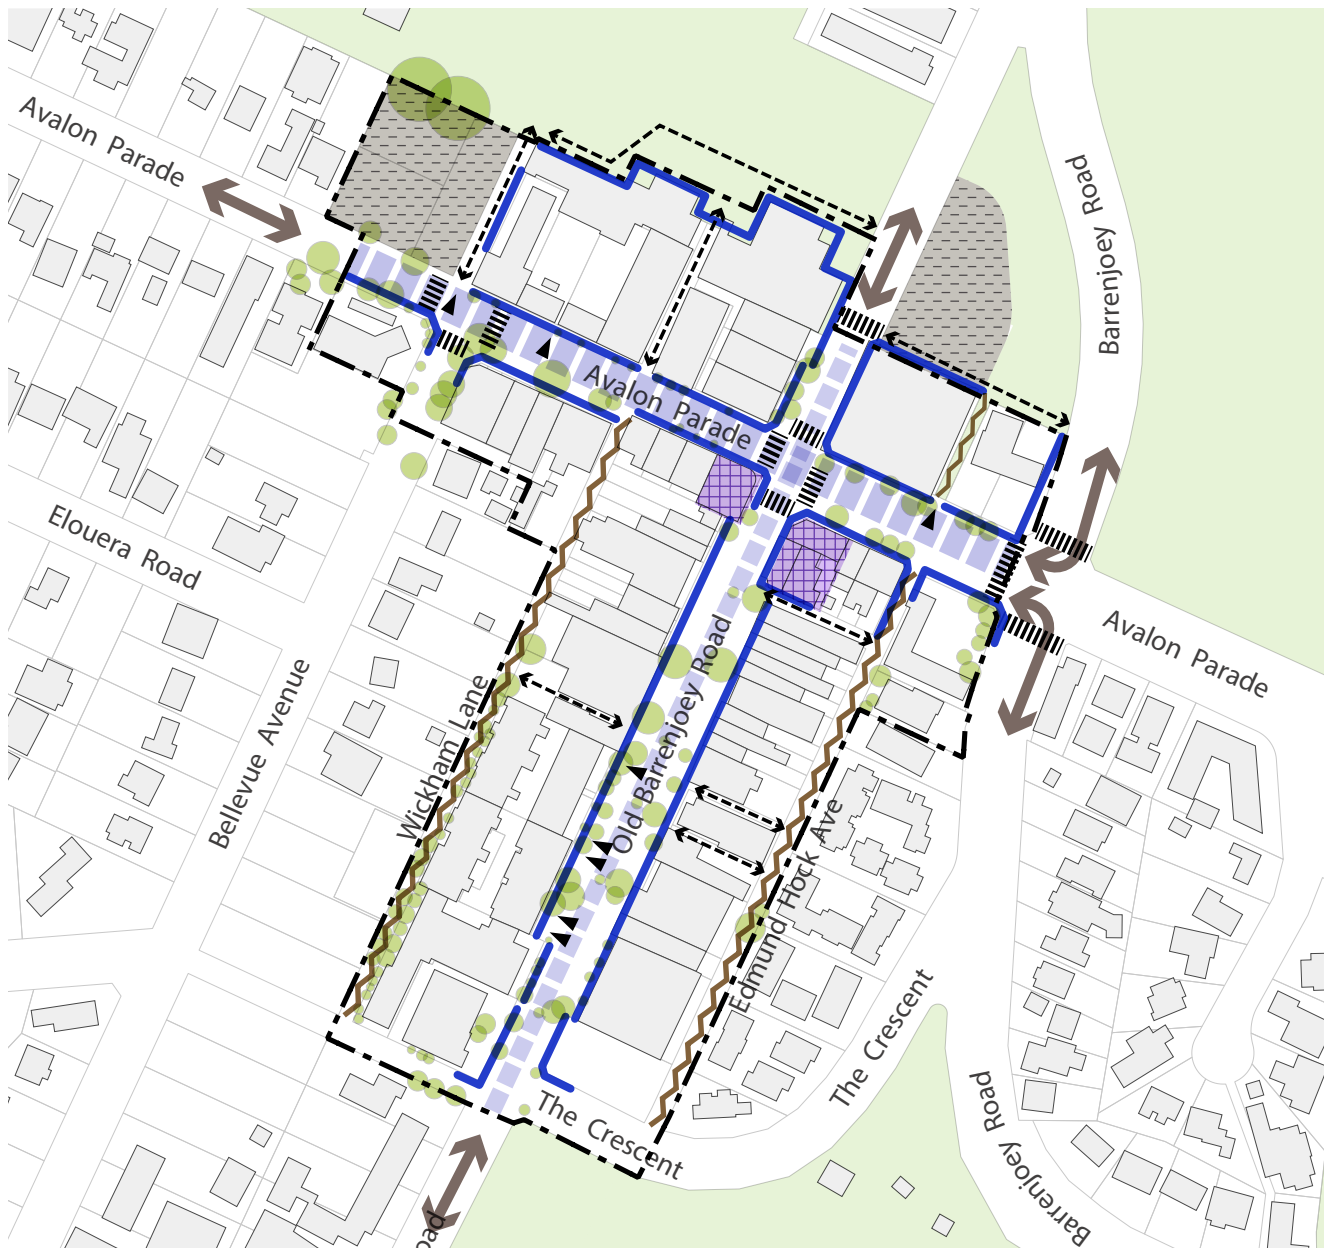 Avalon Parade
Barrenjoey Road
Avalon Parade
Elouera Road
Avalon Parade
Bellevue Avenue
Wickham Lane
Old Barrenjoey Road
Edmund Hock Ave
The Crescent
The Crescent
Barrenjoey Road
oad